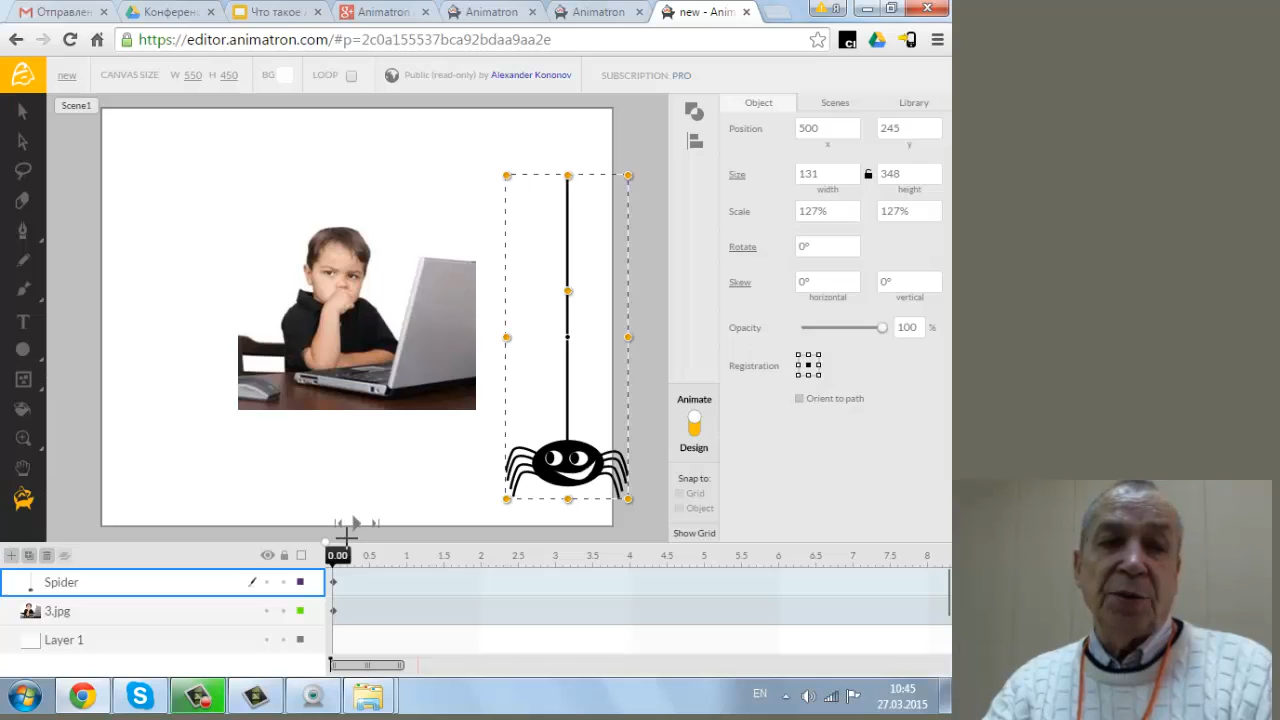 Отправленн
Конференц
Что такое А
Animatron
Animatron
Animatron
new - Anim
Я
https://editor.animatron.com/#p=2c0a155537bca92bdaa9aa2e
new CANVAS SIZE W 550 H 450 BG LOOP Public (read-only) by Alexander Kononov SUBSCRIPTION: PRO
Scene1
Object Scenes Library
Position 500 245
x y
Size 131 348
width height
Scale 127% 127%
Rotate 0°
Skew 0° 0°
horizontal vertical
Opacity 100 %
Registration
Orient to path
Animate
Design
Snap to:
Grid
Object
Show Grid
0.00 0.5 1 1.5 2 2.5 3 3.5 4 4.5 5 5.5 6 6.5 7 7.5 8
Spider
3.jpg
Layer 1
EN
10:45
27.03.2015